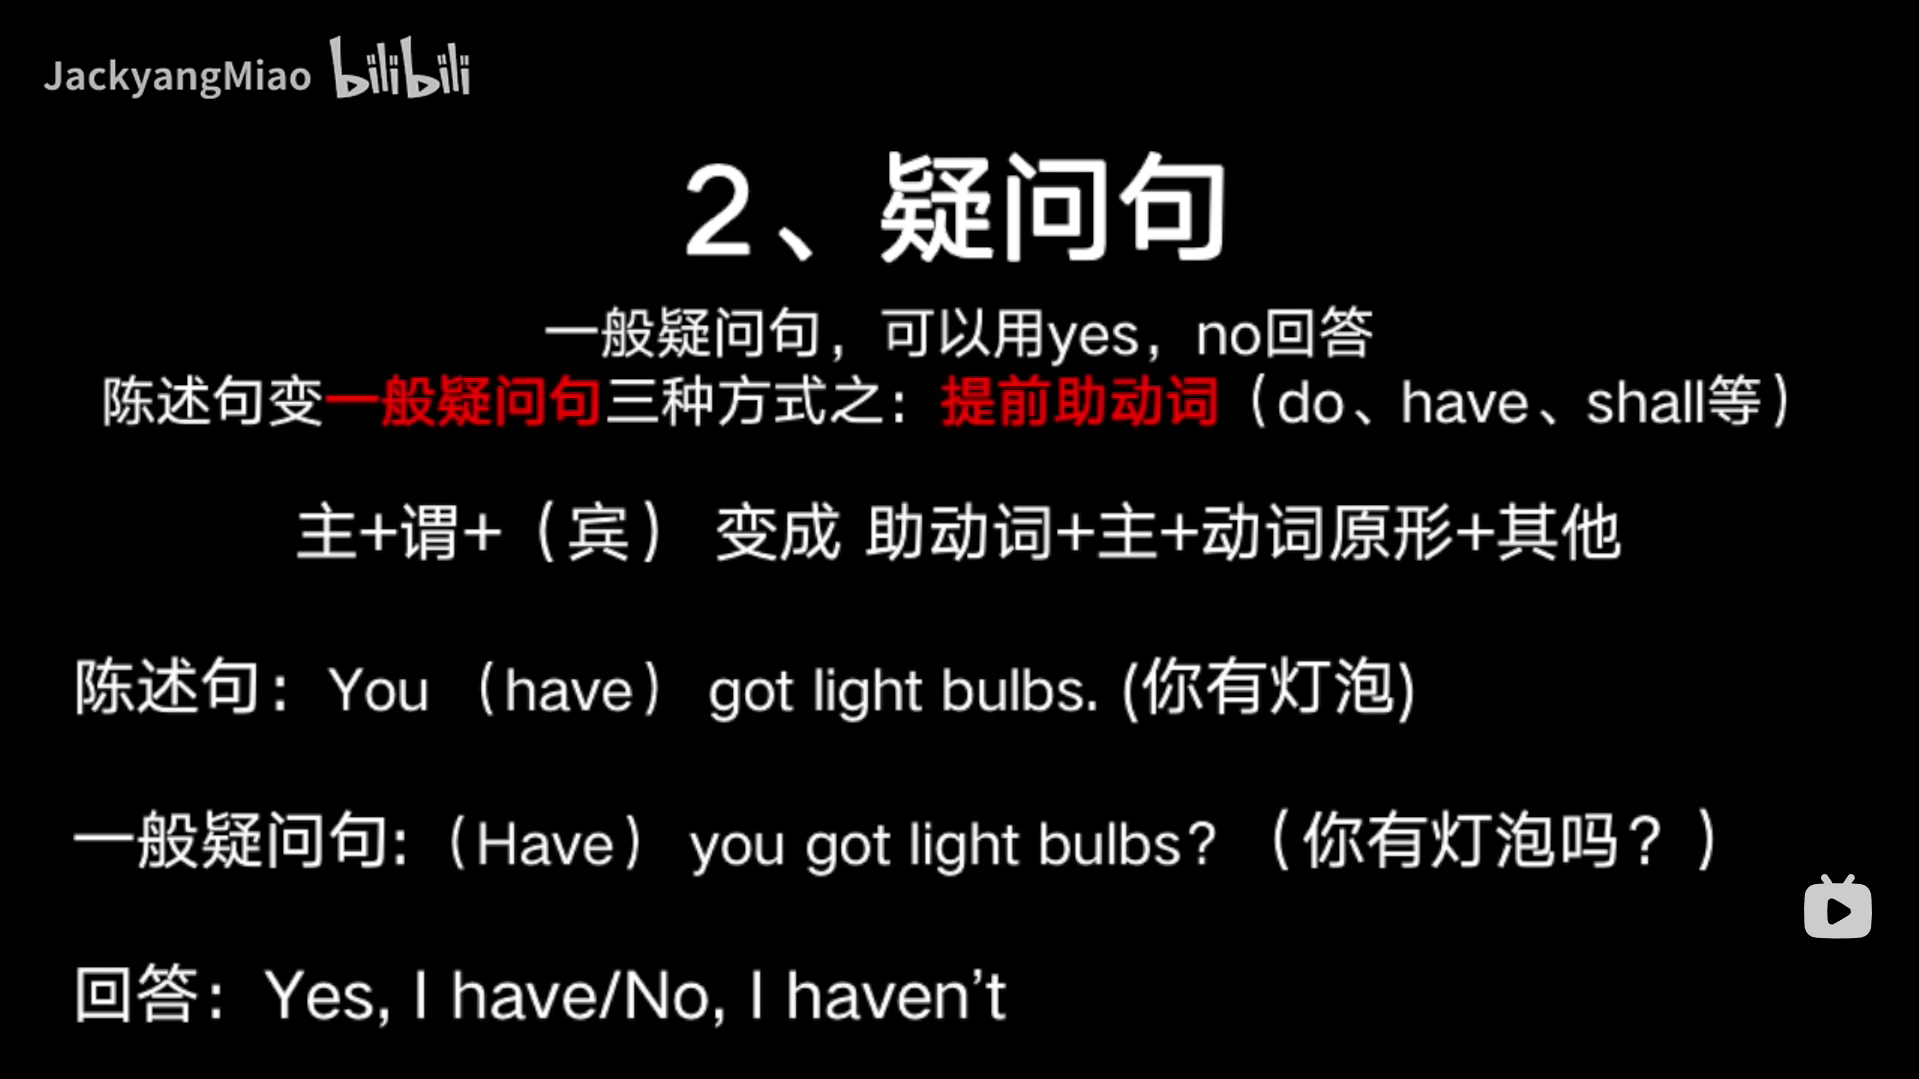 JackyangMiao bilibili
2、疑问句
一般疑问句，可以用yes，no回答
陈述句变一般疑问句三种方式之：提前助动词（do、have、shall等）
主+谓+（宾） 变成 助动词+主+动词原形+其他
陈述句：You （have） got light bulbs. (你有灯泡)
一般疑问句:（Have） you got light bulbs? （你有灯泡吗？）
回答：Yes, I have/No, I haven’t